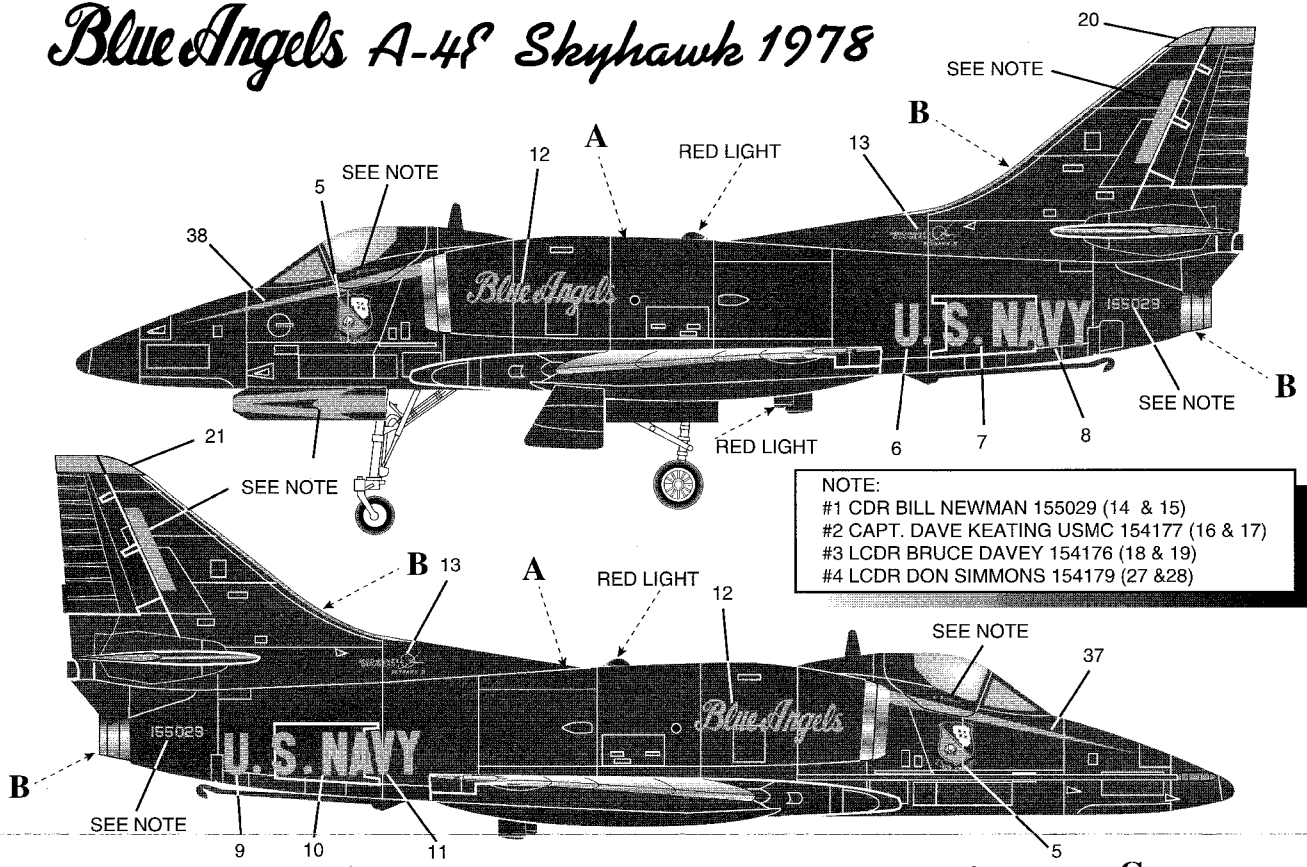 Blue Angels A-4F Skyhawk 1978
20
SEE NOTE
B
A
RED LIGHT
12
13
SEE NOTE
5
38
Blue Angels
U.S.NAVY
155029
B
SEE NOTE
RED LIGHT
6
7
8
21
SEE NOTE
NOTE:
#1 CDR BILL NEWMAN 155029 (14 & 15)
#2 CAPT. DAVE KEATING USMC 154177 (16 & 17)
#3 LCDR BRUCE DAVEY 154176 (18 & 19)
#4 LCDR DON SIMMONS 154179 (27 &28)
B
13
A
RED LIGHT
12
SEE NOTE
37
155029
U.S.NAVY
Blue Angels
B
SEE NOTE
9
10
11
5